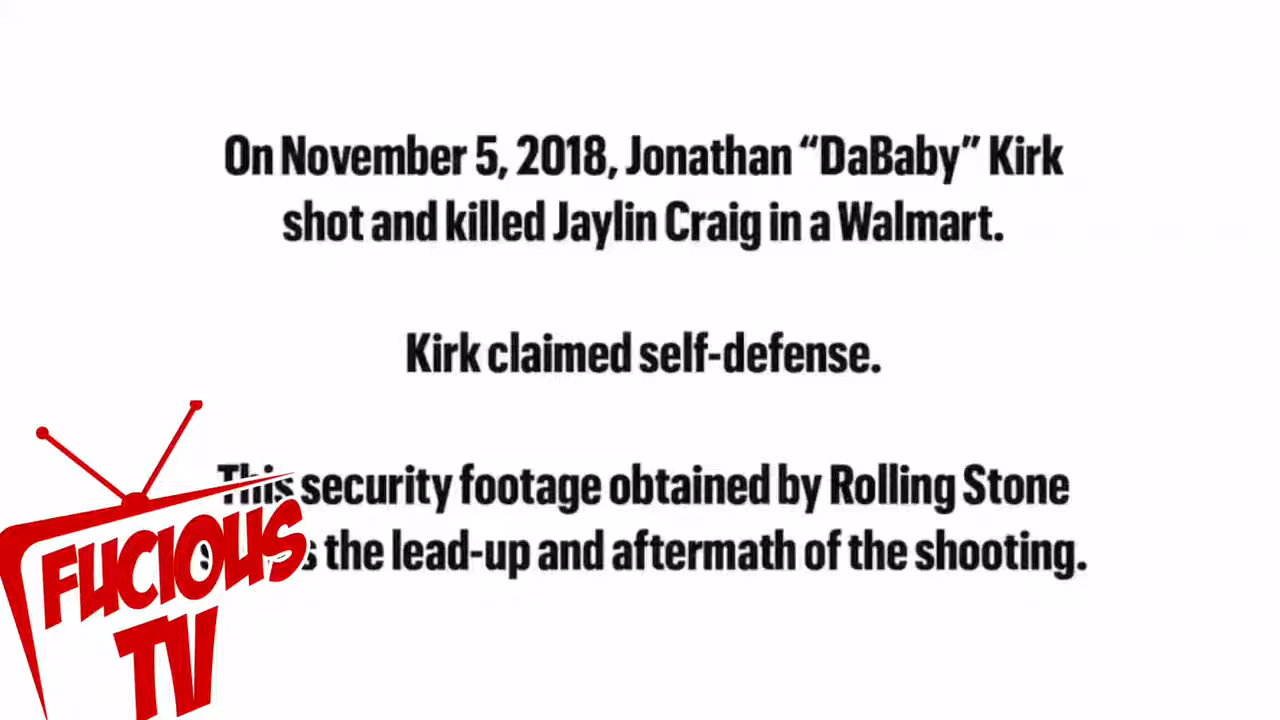 On November 5, 2018, Jonathan “DaBaby” Kirk
shot and killed Jaylin Craig in a Walmart.
Kirk claimed self-defense.
This security footage obtained by Rolling Stone
the lead-up and aftermath of the shooting.
FUCIOUS
TV